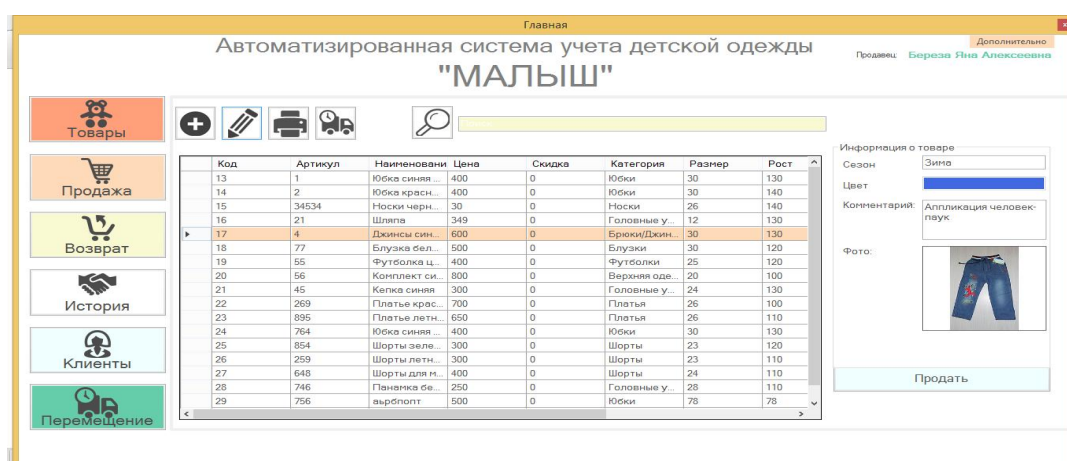 Главная
Автоматизированная система учета детской одежды
"МАЛЫШ"
Дополнительно
Продавец: Береза Яна Алексеевна
Товары
Продажа
Возврат
История
Клиенты
Перемещение
Код Артикул Наименовани Цена Скидка Категория Размер Рост
13 1 Юбка синяя ... 400 0 Юбки 30 130
14 2 Юбка красн... 400 0 Юбки 30 140
15 34534 Носки черн... 30 0 Носки 26 140
16 21 Шляпа 349 0 Головные у... 12 130
17 4 Джинсы син... 600 0 Брюки/Джин... 30 130
18 77 Блузка бел... 500 0 Блузки 30 120
19 55 Футболка ц... 400 0 Футболки 25 120
20 56 Комплект си... 800 0 Верхняя оде... 20 100
21 45 Кепка синяя 300 0 Головные у... 24 130
22 269 Платье крас... 700 0 Платья 26 100
23 895 Платье летн... 650 0 Платья 26 110
24 764 Юбка синяя ... 400 0 Юбки 30 130
25 854 Шорты зеле... 300 0 Шорты 23 120
26 259 Шорты летн... 300 0 Шорты 23 110
27 648 Шорты для м... 400 0 Шорты 24 110
28 746 Панамка бе... 250 0 Головные у... 28 110
29 756 аьрбпопт 500 0 Юбки 78 78
Информация о товаре
Сезон Зима
Цвет
Комментарий: Аппликация человек-
паук
Фото:
Продать